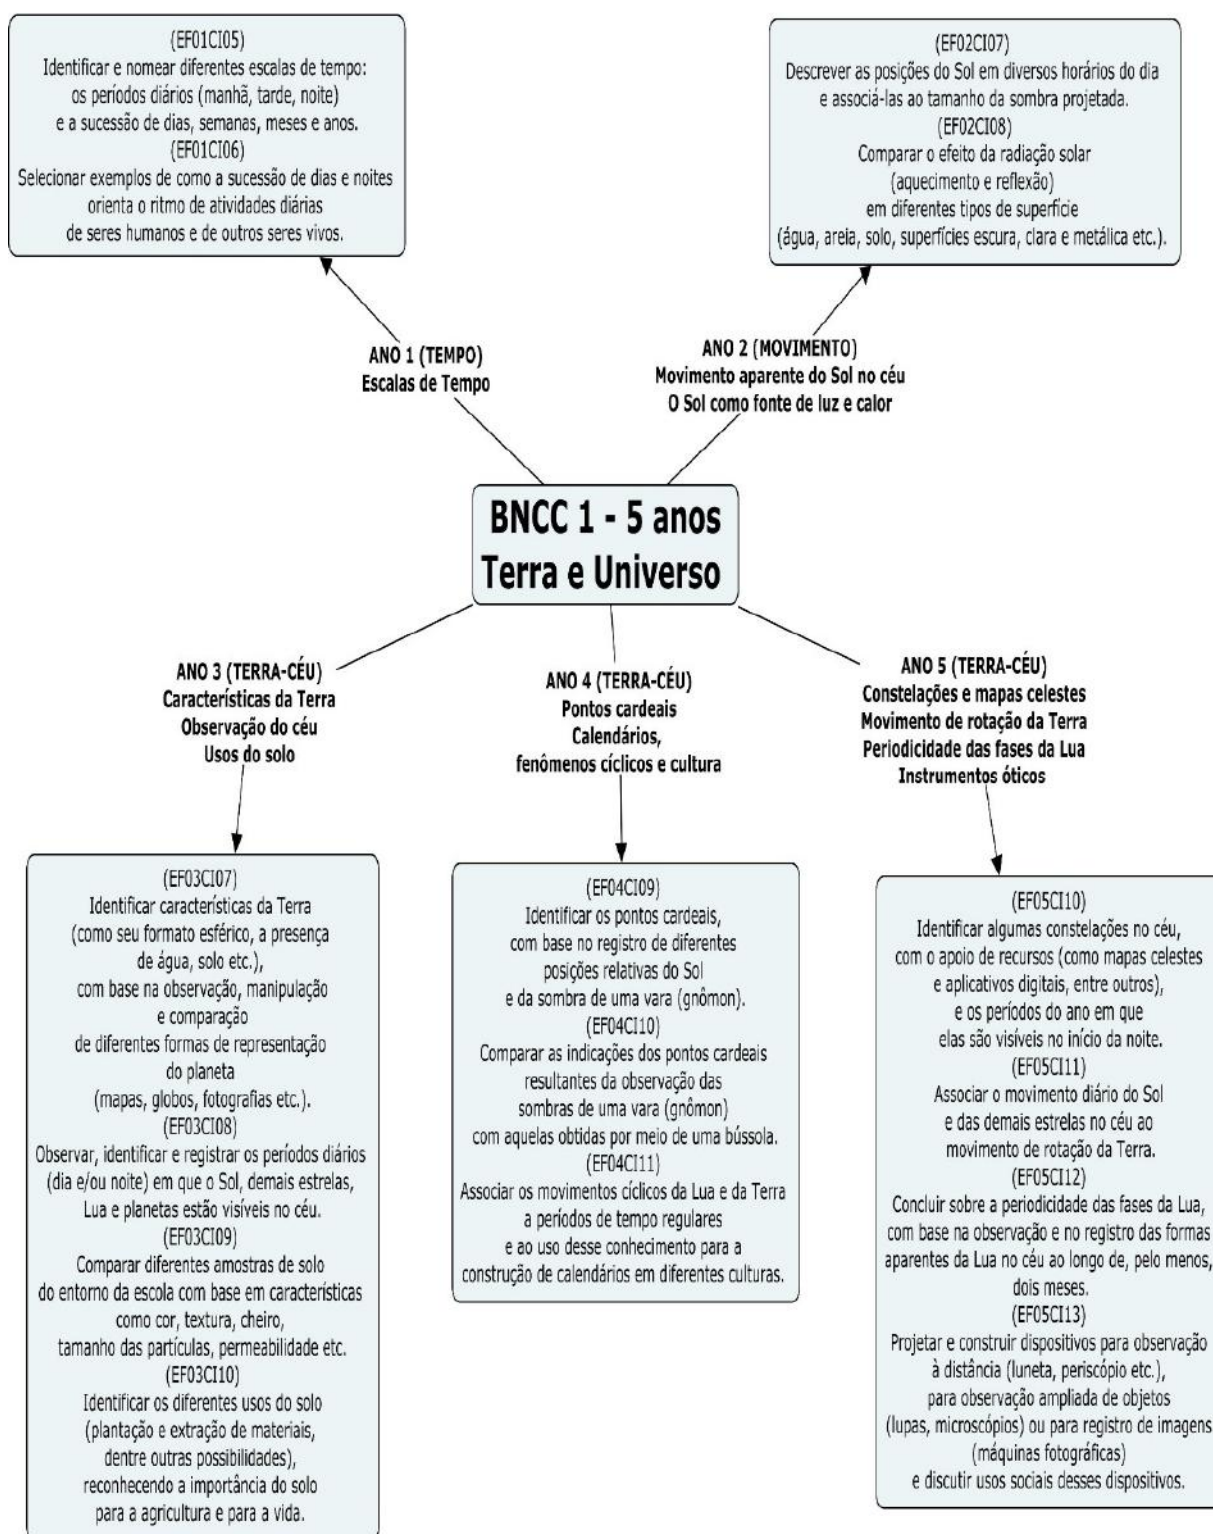 (EF01CI05)
Identificar e nomear diferentes escalas de tempo:
os períodos diários (manhã, tarde, noite)
e a sucessão de dias, semanas, meses e anos.
(EF01CI06)
Selecionar exemplos de como a sucessão de dias e noites
orienta o ritmo de atividades diárias
de seres humanos e de outros seres vivos.
(EF02CI07)
Descrever as posições do Sol em diversos horários do dia
e associá-las ao tamanho da sombra projetada.
(EF02CI08)
Comparar o efeito da radiação solar
(aquecimento e reflexão)
em diferentes tipos de superfície
(água, areia, solo, superfícies escura, clara e metálica etc.).
ANO 1 (TEMPO)
Escalas de Tempo
ANO 2 (MOVIMENTO)
Movimento aparente do Sol no céu
O Sol como fonte de luz e calor
BNCC 1 - 5 anos
Terra e Universo
ANO 3 (TERRA-CÉU)
Características da Terra
Observação do céu
Usos do solo
ANO 4 (TERRA-CÉU)
Pontos cardeais
Calendários,
fenômenos cíclicos e cultura
ANO 5 (TERRA-CÉU)
Constelações e mapas celestes
Movimento de rotação da Terra
Periodicidade das fases da Lua
Instrumentos óticos
(EF03CI07)
Identificar características da Terra
(como seu formato esférico, a presença
de água, solo etc.),
com base na observação, manipulação
e comparação
de diferentes formas de representação
do planeta
(mapas, globos, fotografias etc.).
(EF03CI08)
Observar, identificar e registrar os períodos diários
(dia e/ou noite) em que o Sol, demais estrelas,
Lua e planetas estão visíveis no céu.
(EF03CI09)
Comparar diferentes amostras de solo
do entorno da escola com base em características
como cor, textura, cheiro,
tamanho das partículas, permeabilidade etc.
(EF03CI10)
Identificar os diferentes usos do solo
(plantação e extração de materiais,
dentre outras possibilidades),
reconhecendo a importância do solo
para a agricultura e para a vida.
(EF04CI09)
Identificar os pontos cardeais,
com base no registro de diferentes
posições relativas do Sol
e da sombra de uma vara (gnômon).
(EF04CI10)
Comparar as indicações dos pontos cardeais
resultantes da observação das
sombras de uma vara (gnômon)
com aquelas obtidas por meio de uma bússola.
(EF04CI11)
Associar os movimentos cíclicos da Lua e da Terra
a períodos de tempo regulares
e ao uso desse conhecimento para a
construção de calendários em diferentes culturas.
(EF05CI10)
Identificar algumas constelações no céu,
com o apoio de recursos (como mapas celestes
e aplicativos digitais, entre outros),
e os períodos do ano em que
elas são visíveis no início da noite.
(EF05CI11)
Associar o movimento diário do Sol
e das demais estrelas no céu ao
movimento de rotação da Terra.
(EF05CI12)
Concluir sobre a periodicidade das fases da Lua,
com base na observação e no registro das formas
aparentes da Lua no céu ao longo de, pelo menos,
dois meses.
(EF05CI13)
Projetar e construir dispositivos para observação
à distância (luneta, periscópio etc.),
para observação ampliada de objetos
(lupas, microscópios) ou para registro de imagens
(máquinas fotográficas)
e discutir usos sociais desses dispositivos.